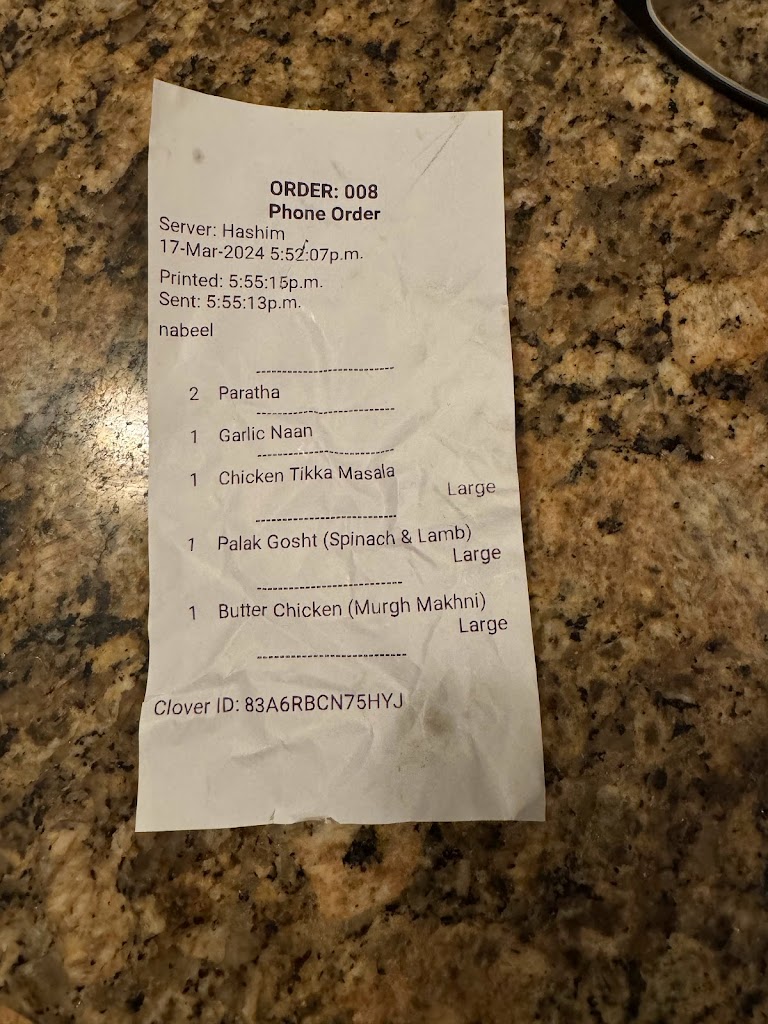 ORDER: 008
Phone Order
Server: Hashim
17-Mar-2024 5:52:07p.m.
Printed: 5:55:15p.m.
Sent: 5:55:13p.m.
nabeel
2 Paratha
1 Garlic Naan
1 Chicken Tikka Masala
Large
1 Palak Gosht (Spinach & Lamb)
Large
1 Butter Chicken (Murgh Makhni)
Large
Clover ID: 83A6RBCN75HYJ